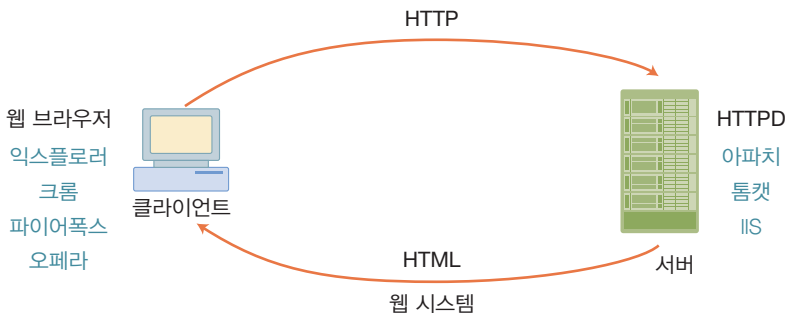 HTTP
웹 브라우저
익스플로러
크롬
파이어폭스
오페라
클라이언트
HTTPD
아파치
톰캣
IIS
서버
HTML
웹 시스템